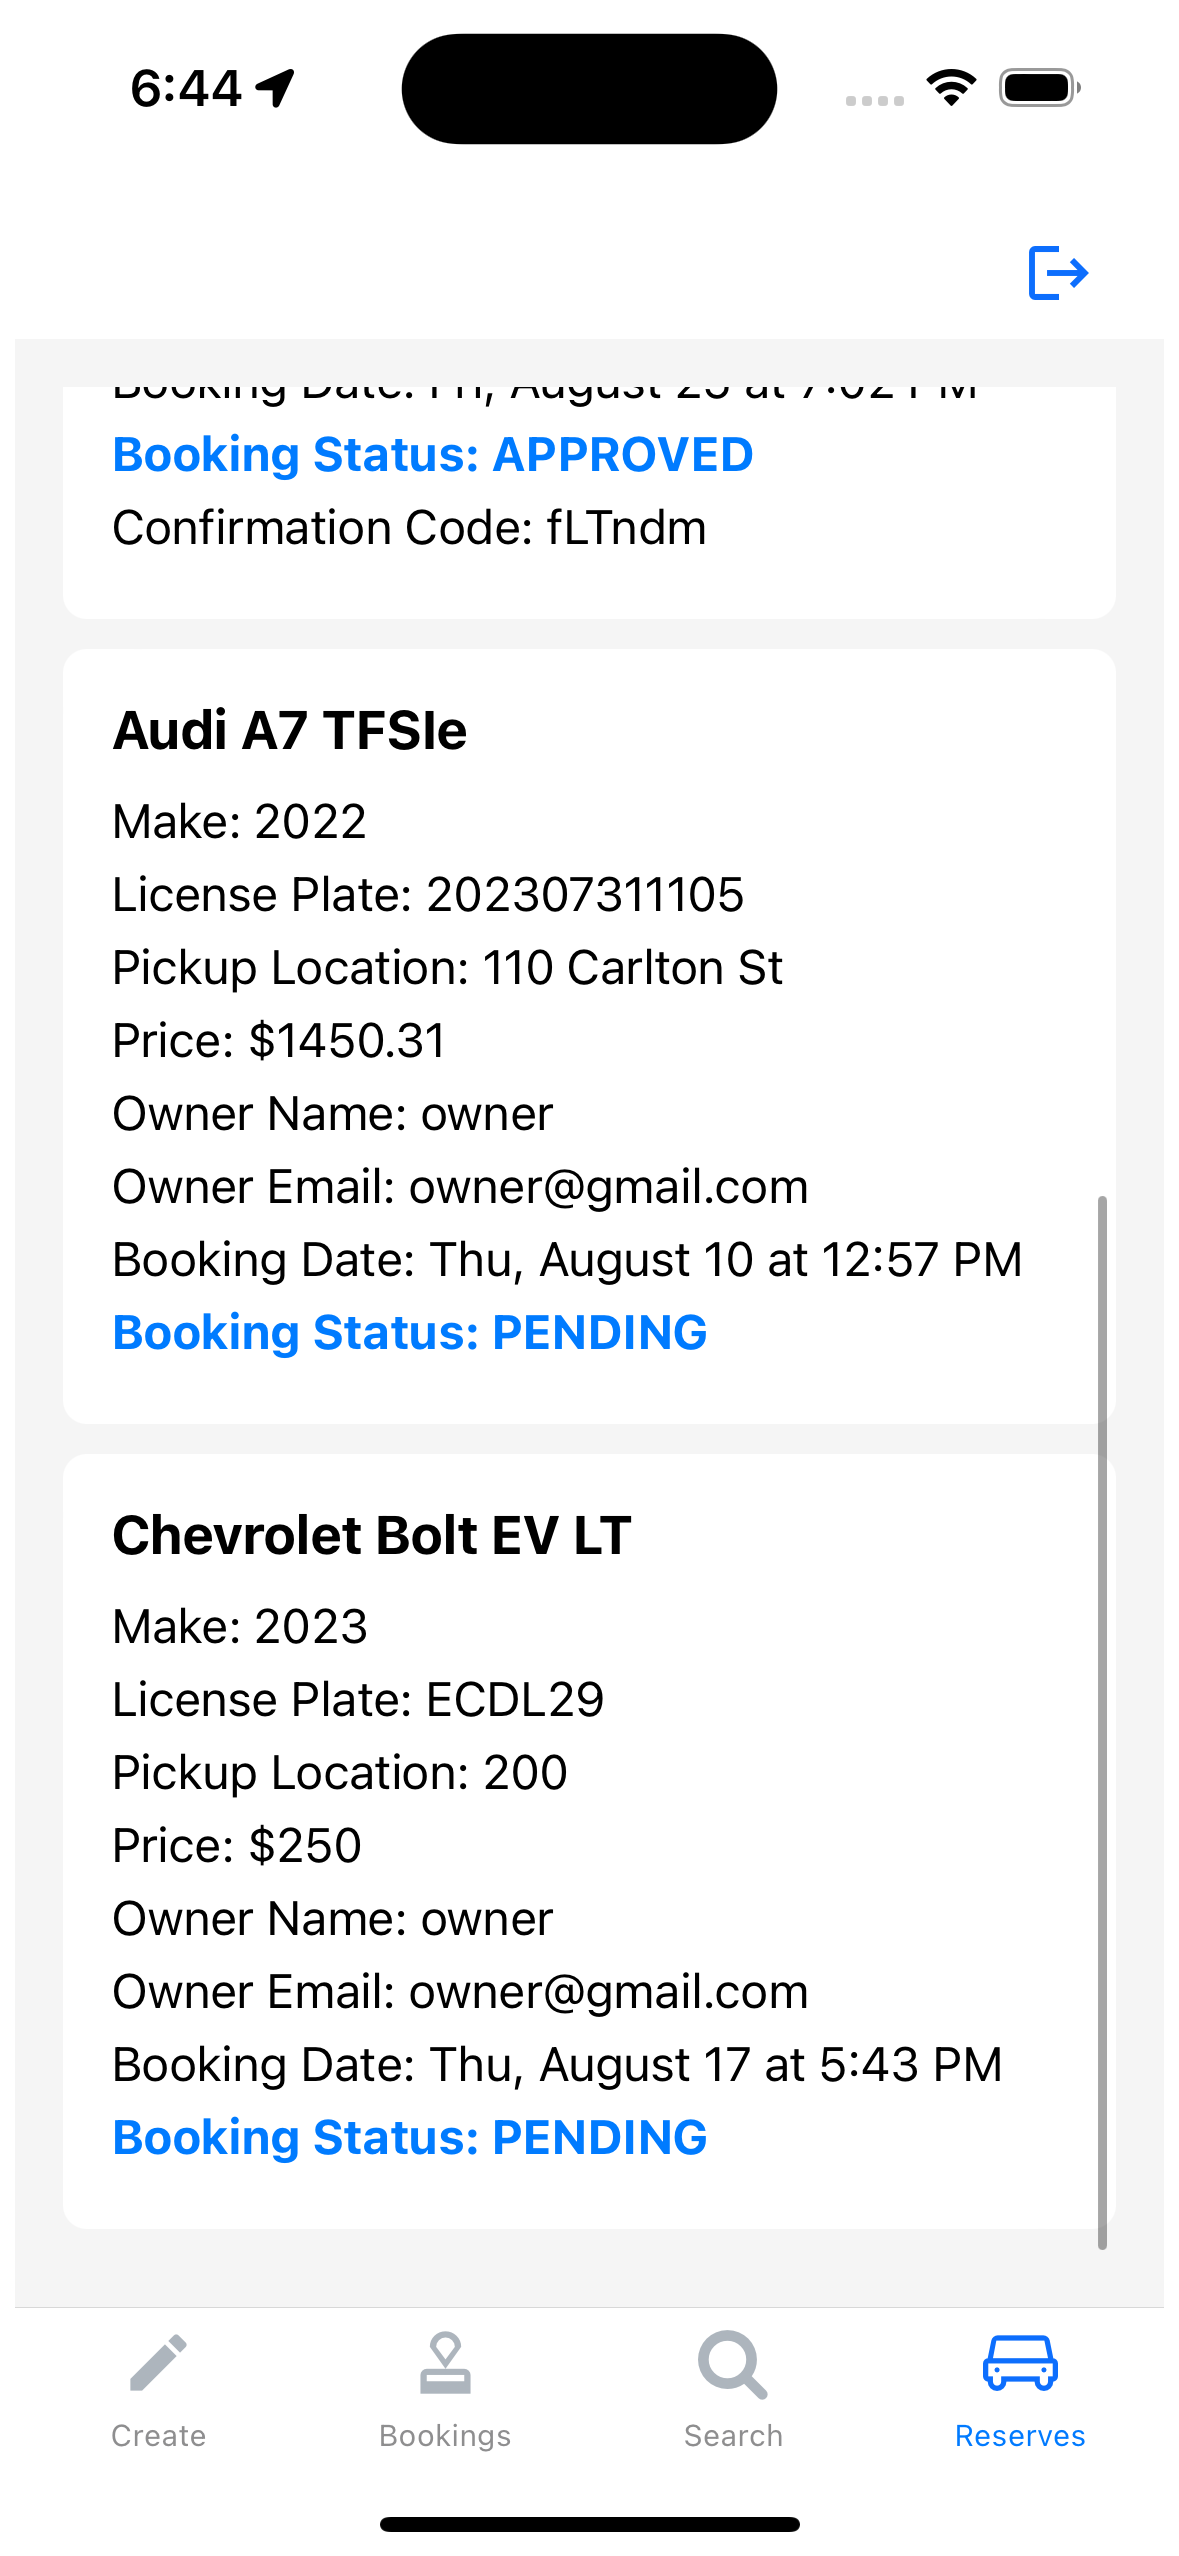 6:44
Booking Date: Fri, August 25 at 7:02 PM
Booking Status: APPROVED
Confirmation Code: fLTndm
Audi A7 TFSIe
Make: 2022
License Plate: 202307311105
Pickup Location: 110 Carlton St
Price: $1450.31
Owner Name: owner
Owner Email: owner@gmail.com
Booking Date: Thu, August 10 at 12:57 PM
Booking Status: PENDING
Chevrolet Bolt EV LT
Make: 2023
License Plate: ECDL29
Pickup Location: 200
Price: $250
Owner Name: owner
Owner Email: owner@gmail.com
Booking Date: Thu, August 17 at 5:43 PM
Booking Status: PENDING
Create
Bookings
Search
Reserves